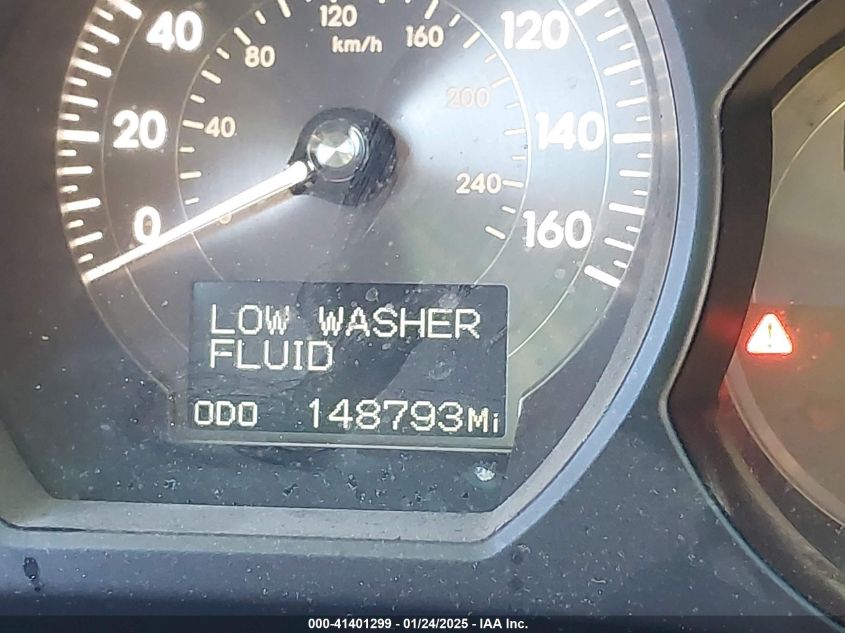 40 120 160 120
80 km/h
20 40 200 140
240
0 0 160
LOW WASHER
FLUID
ODO 148793Mi
000-41401299 - 01/24/2025 - IAA Inc.